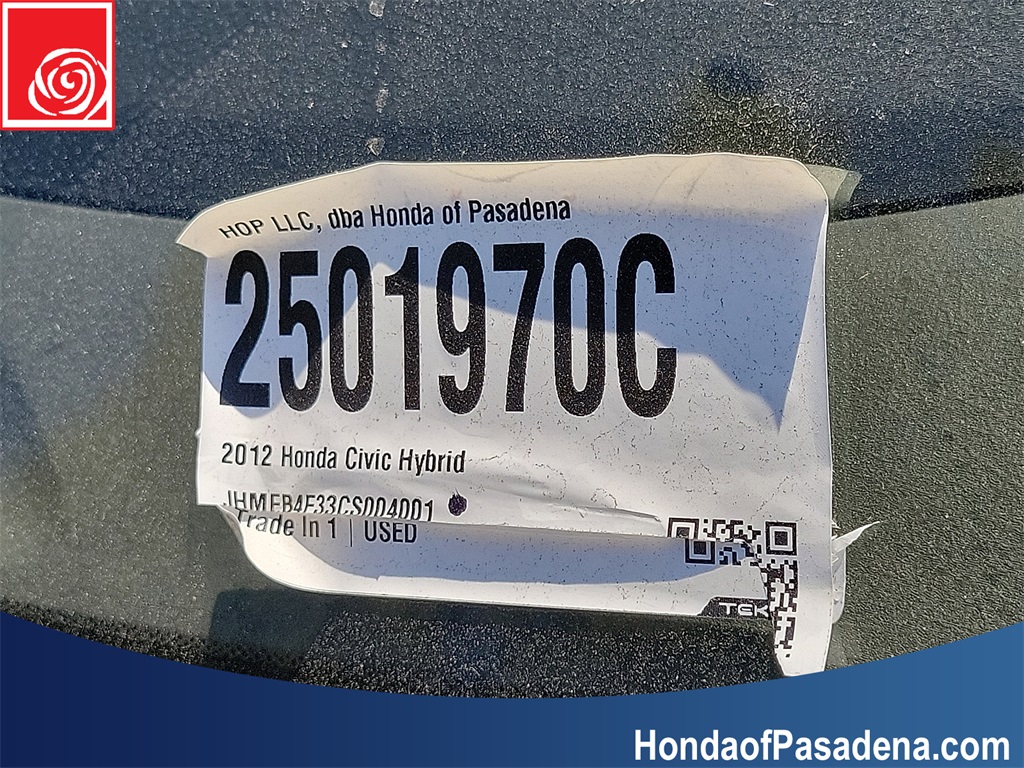 HOP LLC, dba Honda of Pasadena
2501970C
2012 Honda Civic Hybrid
JHMFB4F33CS004001
Trade In 1 | USED
TEK
HondaofPasadena.com